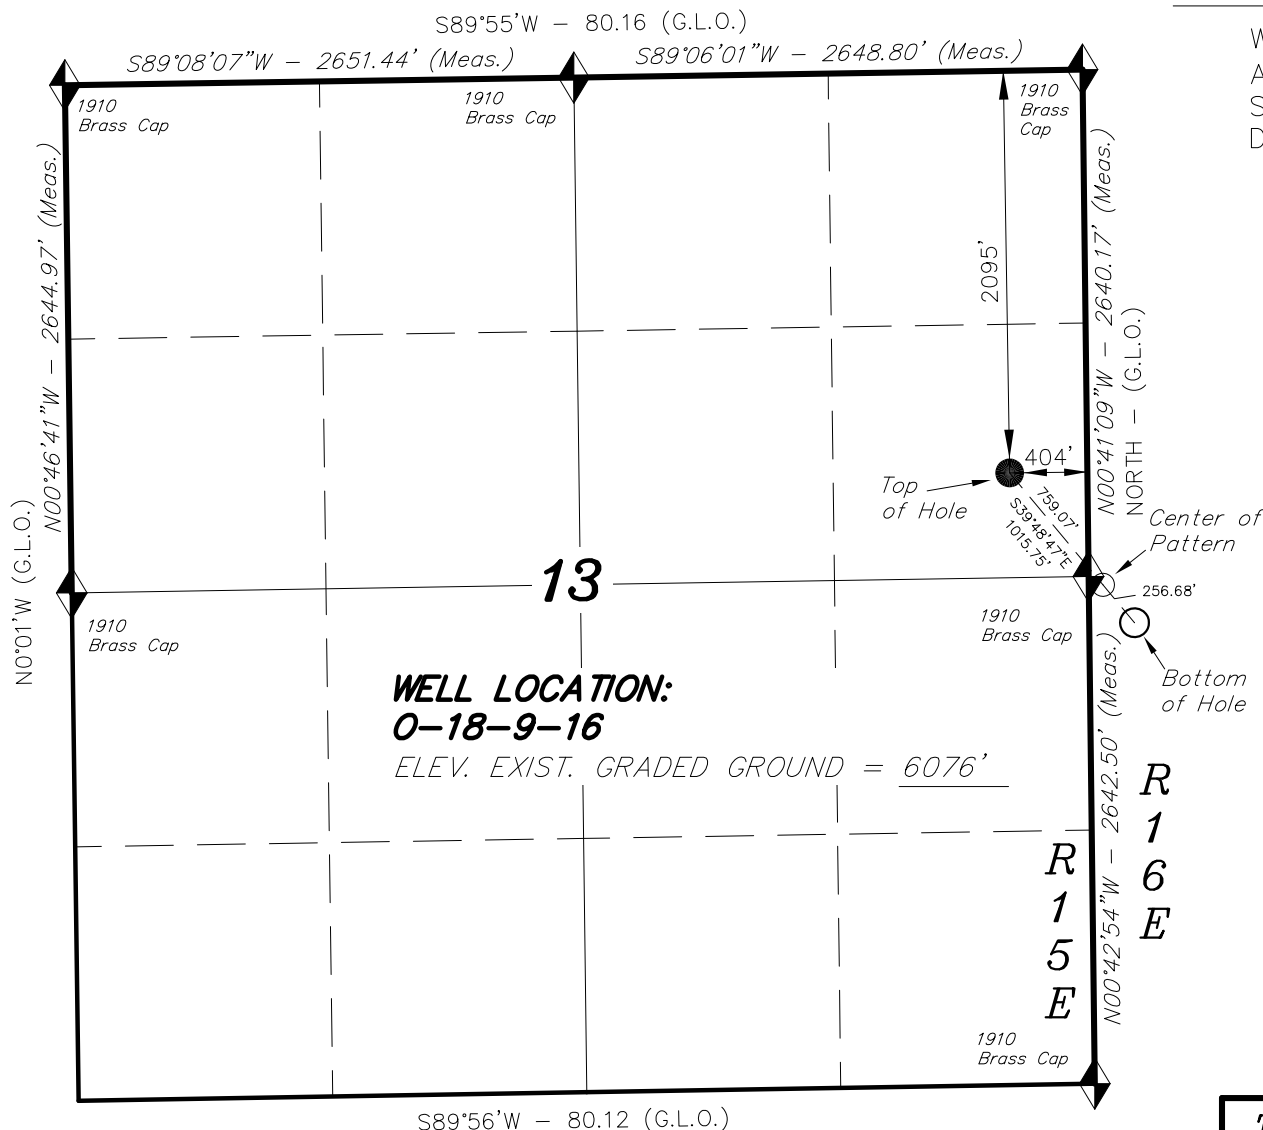 S89°55'W – 80.16 (G.L.O.)
S89°08'07"W – 2651.44' (Meas.)
S89°06'01"W – 2648.80' (Meas.)
W
A
S
D
1910
Brass Cap
1910
Brass Cap
1910
Brass
Cap
N00°46'41"W – 2644.97' (Meas.)
N0°01'W (G.L.O.)
2095'
N00°41'09"W – 2640.17' (Meas.)
NORTH – (G.L.O.)
404'
Top
of Hole
759.07'
S39°48'47"E
1015.75'
Center of
Pattern
256.68'
13
1910
Brass Cap
1910
Brass Cap
Bottom
of Hole
WELL LOCATION:
O–18–9–16
ELEV. EXIST. GRADED GROUND = 6076'
N00°42'54"W – 2642.50' (Meas.)
R
1
6
E
R
1
5
E
1910
Brass Cap
S89°56'W – 80.12 (G.L.O.)